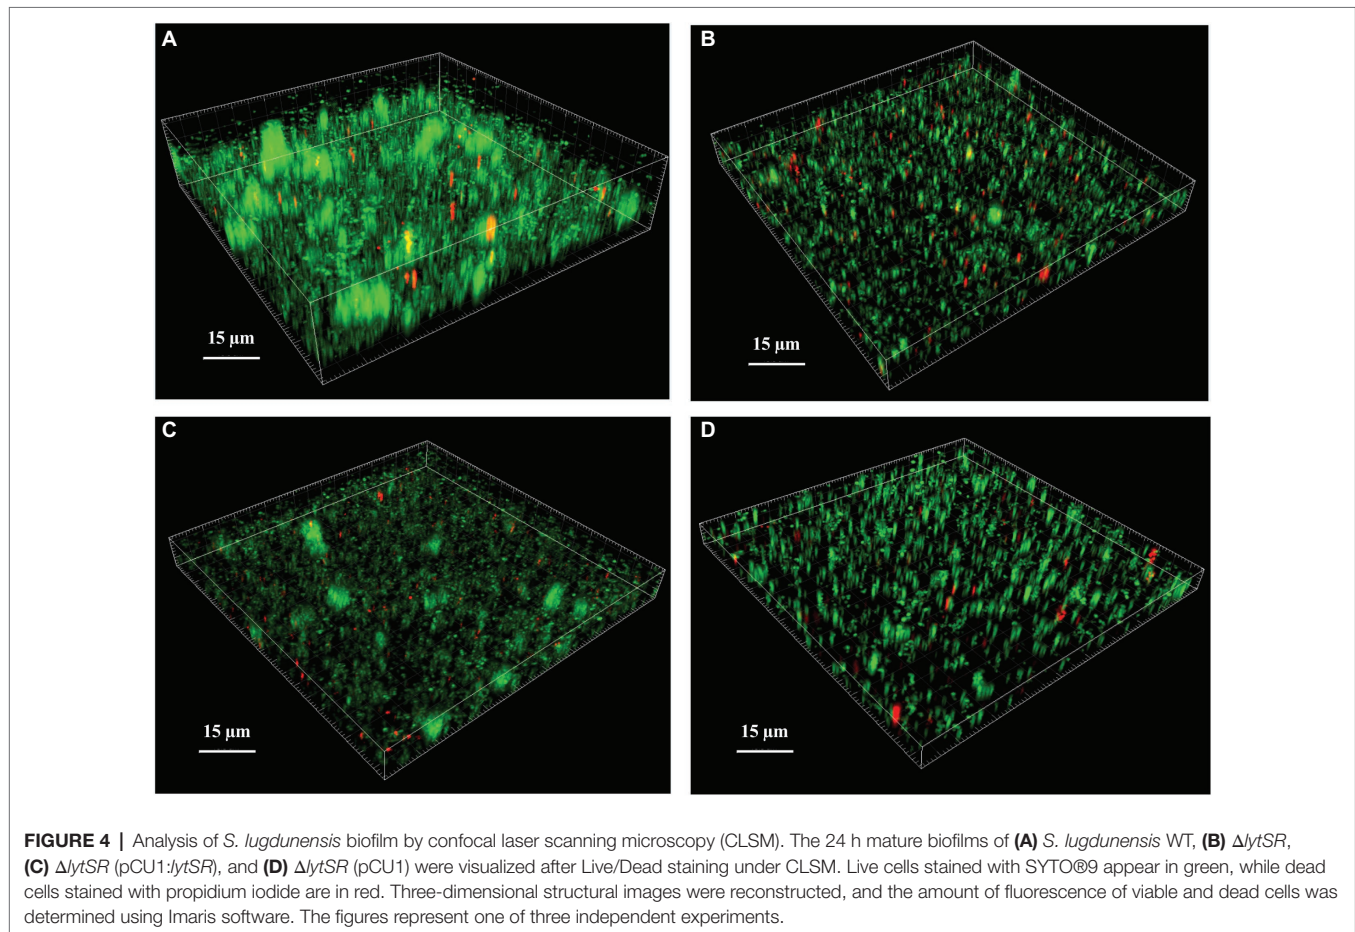 A
B
15 µm
15 µm
C
D
15 µm
15 µm
FIGURE 4 | Analysis of S. lugdunensis biofilm by confocal laser scanning microscopy (CLSM). The 24 h mature biofilms of (A) S. lugdunensis WT, (B) ΔlytSR,
(C) ΔlytSR (pCU1:lytSR), and (D) ΔlytSR (pCU1) were visualized after Live/Dead staining under CLSM. Live cells stained with SYTO®9 appear in green, while dead
cells stained with propidium iodide are in red. Three-dimensional structural images were reconstructed, and the amount of fluorescence of viable and dead cells was
determined using Imaris software. The figures represent one of three independent experiments.